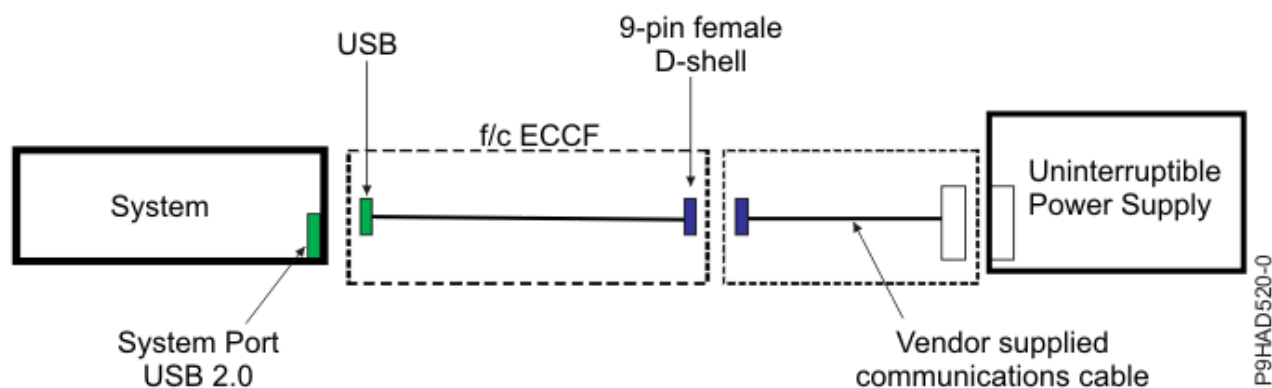 USB
9-pin female
D-shell
f/c ECCF
System
Uninterruptible
Power Supply
System Port
USB 2.0
Vendor supplied
communications cable
P9HAD520-0